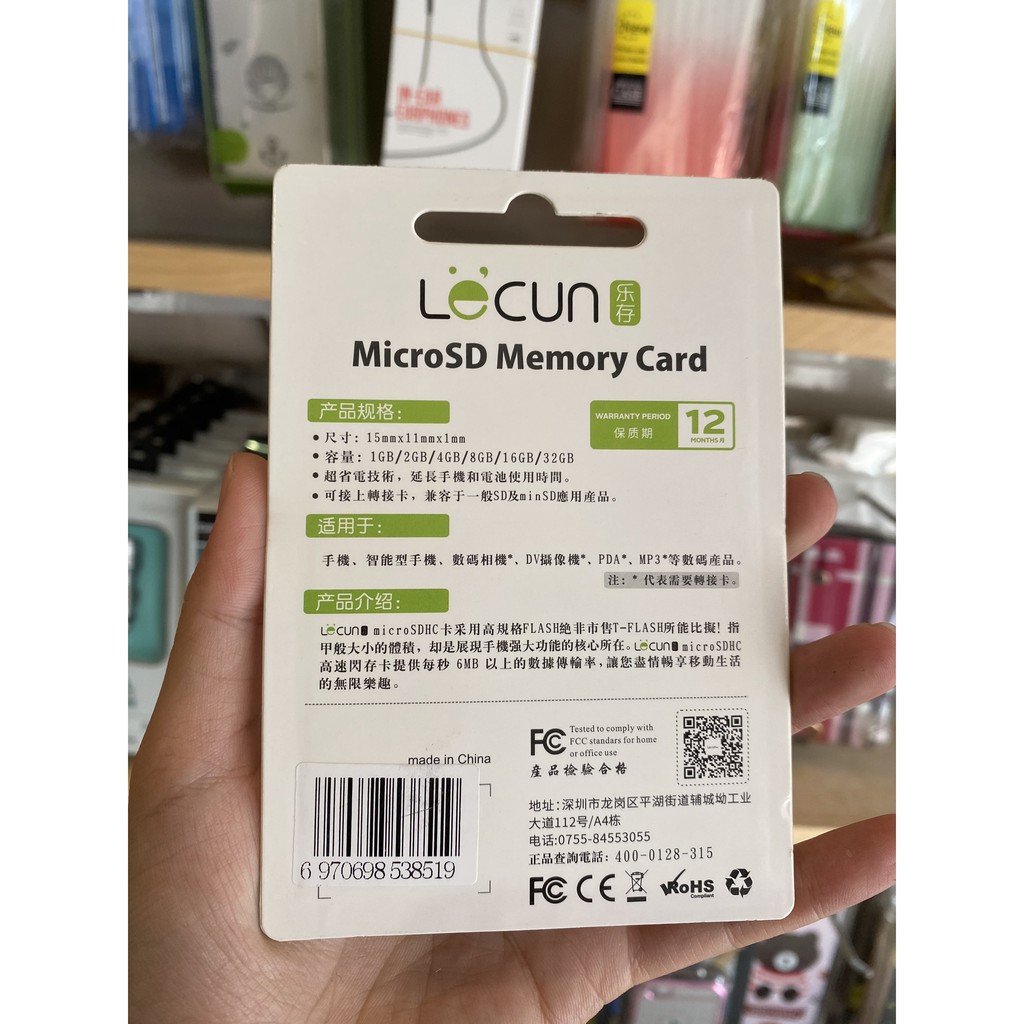 IN-EAR
EARPHONES
Lecun 乐存
MicroSD Memory Card
产品规格：
WARRANTY PERIOD
保质期
12
MONTHS月
• 尺寸：15mmx11mmx1mm
• 容量：1GB/2GB/4GB/8GB/16GB/32GB
• 超省電技術，延長手機和電池使用時間。
• 可接上轉接卡，兼容于一般SD及minSD應用産品。
适用于：
手機、智能型手機、數碼相機*、DV攝像機*、PDA*、MP3*等數碼産品。
注：* 代表需要轉接卡。
产品介绍：
Lecun microSDHC卡采用高規格FLASH絶非市售T-FLASH所能比擬！指
甲般大小的體積，却是展現手機强大功能的核心所在。Lecun microSDHC
高速閃存卡提供每秒 6MB 以上的數據傳輸率，讓您盡情暢享移動生活
的無限樂趣。
made in China
6 970698 538519
FC Tested to comply with
FCC standars for home
or office use
産品檢驗合格
地址:深圳市龙岗区平湖街道辅城坳工业
大道112号/A4栋
电话:0755-84553055
正品查詢電話：400-0128-315
FC CE RoHS
Compliant